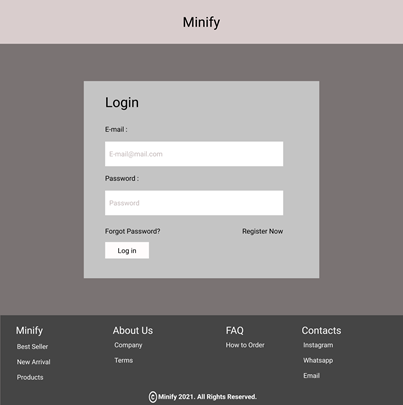 Minify
Login
E-mail :
E-mail@mail.com
Password :
Password
Forgot Password? Register Now
Log in
Minify About Us FAQ Contacts
Best Seller Company How to Order Instagram
New Arrival Terms Whatsapp
Products Email
© Minify 2021. All Rights Reserved.